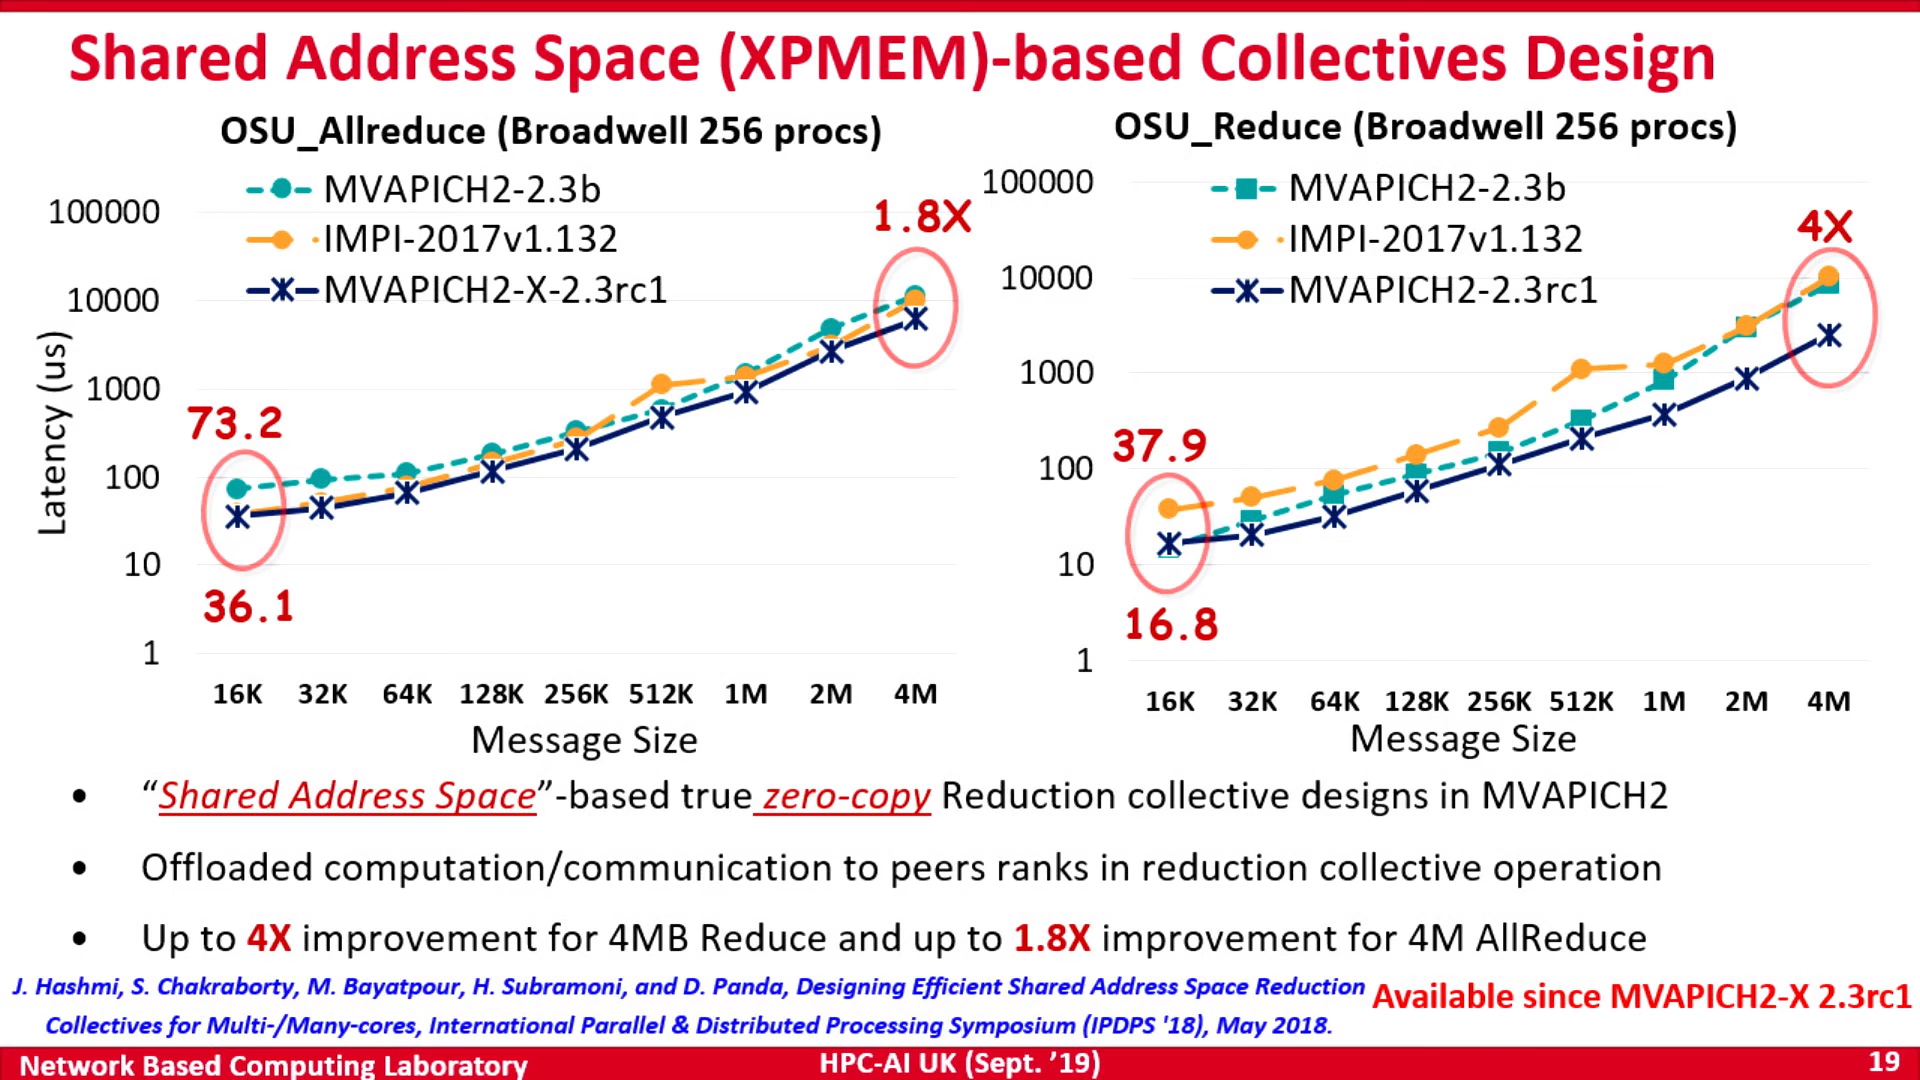 Shared Address Space (XPMEM)-based Collectives Design
OSU_Allreduce (Broadwell 256 procs)
MVAPICH2-2.3b
IMPI-2017v1.132
MVAPICH2-X-2.3rc1
1.8X
100000
10000
1000
100
10
1
Latency (us)
73.2
36.1
16K 32K 64K 128K 256K 512K 1M 2M 4M
Message Size
OSU_Reduce (Broadwell 256 procs)
MVAPICH2-2.3b
IMPI-2017v1.132
MVAPICH2-2.3rc1
4X
100000
10000
1000
100
10
1
37.9
16.8
16K 32K 64K 128K 256K 512K 1M 2M 4M
Message Size
• “Shared Address Space”-based true zero-copy Reduction collective designs in MVAPICH2
• Offloaded computation/communication to peers ranks in reduction collective operation
• Up to 4X improvement for 4MB Reduce and up to 1.8X improvement for 4M AllReduce
J. Hashmi, S. Chakraborty, M. Bayatpour, H. Subramoni, and D. Panda, Designing Efficient Shared Address Space Reduction
Collectives for Multi-/Many-cores, International Parallel & Distributed Processing Symposium (IPDPS '18), May 2018.
Available since MVAPICH2-X 2.3rc1
Network Based Computing Laboratory
HPC-AI UK (Sept. ’19)
19